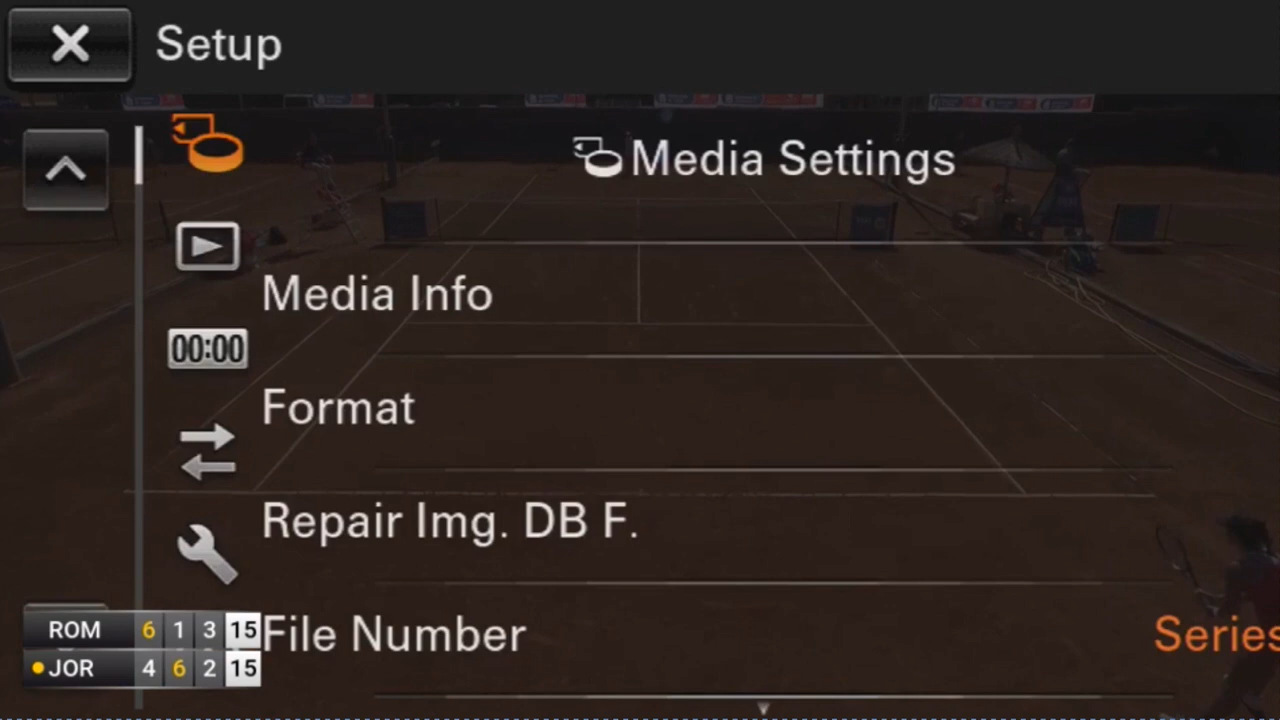 Setup
Media Settings
Media Info
00:00
Format
Repair Img. DB F.
File Number Series
ROM 6 1 3 15
JOR 4 6 2 15